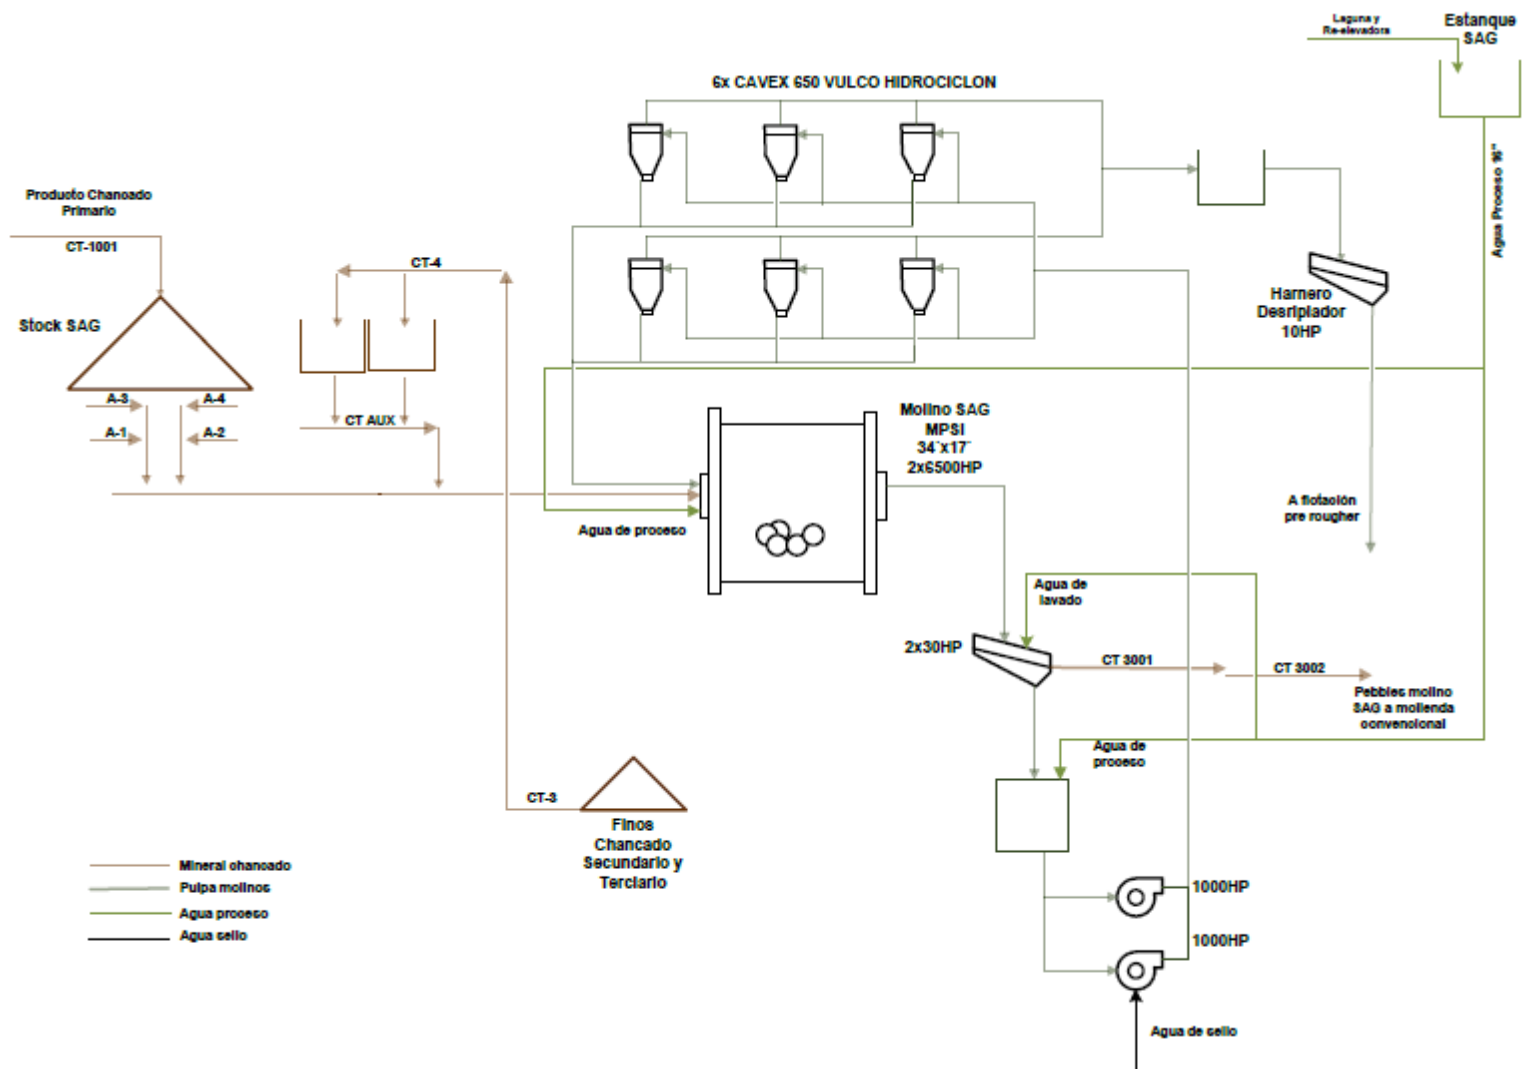 Laguna y
Re-elevadora
Estanque
SAG
6x CAVEX 650 VULCO HIDROCICLON
Agua Proceso 16"
Producto Chancado
Primario
CT-1001
CT-4
Stock SAG
Harnero
Desripiador
10HP
A-3
A-4
A-1
A-2
CT AUX
Molino SAG
MPSI
34´x17¨
2x6500HP
Agua de proceso
A flotación
pre rougher
Agua de
lavado
2x30HP
CT 3001
CT 3002
Pebbles molino
SAG a molienda
convencional
Agua de
proceso
CT-3
Finos
Chancado
Secundario y
Terciario
Mineral chancado
Pulpa molinos
Agua proceso
Agua sello
1000HP
1000HP
Agua de sello